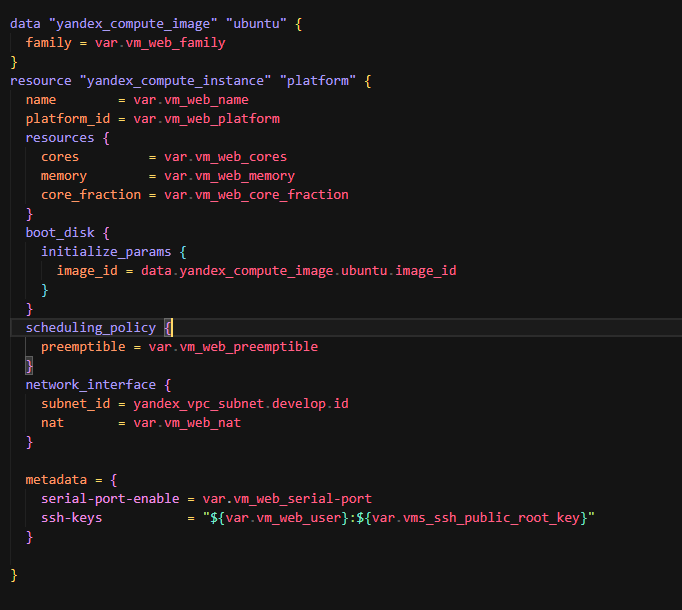 data "yandex_compute_image" "ubuntu" {
  family = var.vm_web_family
}
resource "yandex_compute_instance" "platform" {
  name        = var.vm_web_name
  platform_id = var.vm_web_platform
  resources {
    cores         = var.vm_web_cores
    memory        = var.vm_web_memory
    core_fraction = var.vm_web_core_fraction
  }
  boot_disk {
    initialize_params {
      image_id = data.yandex_compute_image.ubuntu.image_id
    }
  }
  scheduling_policy {
    preemptible = var.vm_web_preemptible
  }
  network_interface {
    subnet_id = yandex_vpc_subnet.develop.id
    nat       = var.vm_web_nat
  }

  metadata = {
    serial-port-enable = var.vm_web_serial-port
    ssh-keys           = "${var.vm_web_user}:${var.vms_ssh_public_root_key}"
  }

}